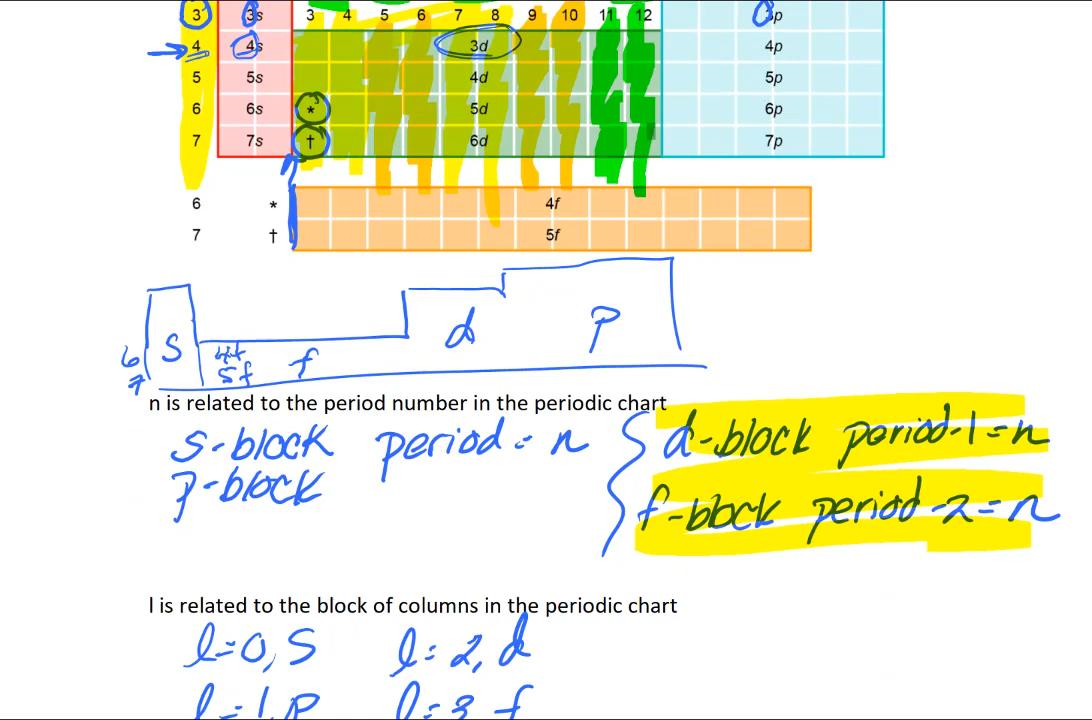 3 3s 3 4 5 6 7 8 9 10 11 12 3p
4 4s 3d 4p
5 5s 4d 5p
6 6s * 5d 6p
7 7s † 6d 7p
6 * 4f
7 † 5f
S d P
6 4f f
7 5f
n is related to the period number in the periodic chart
s-block period = n d-block period-1=n
p-block f-block period-2=n
l is related to the block of columns in the periodic chart
l=0, S l=2, d
l=1, P l=3, f